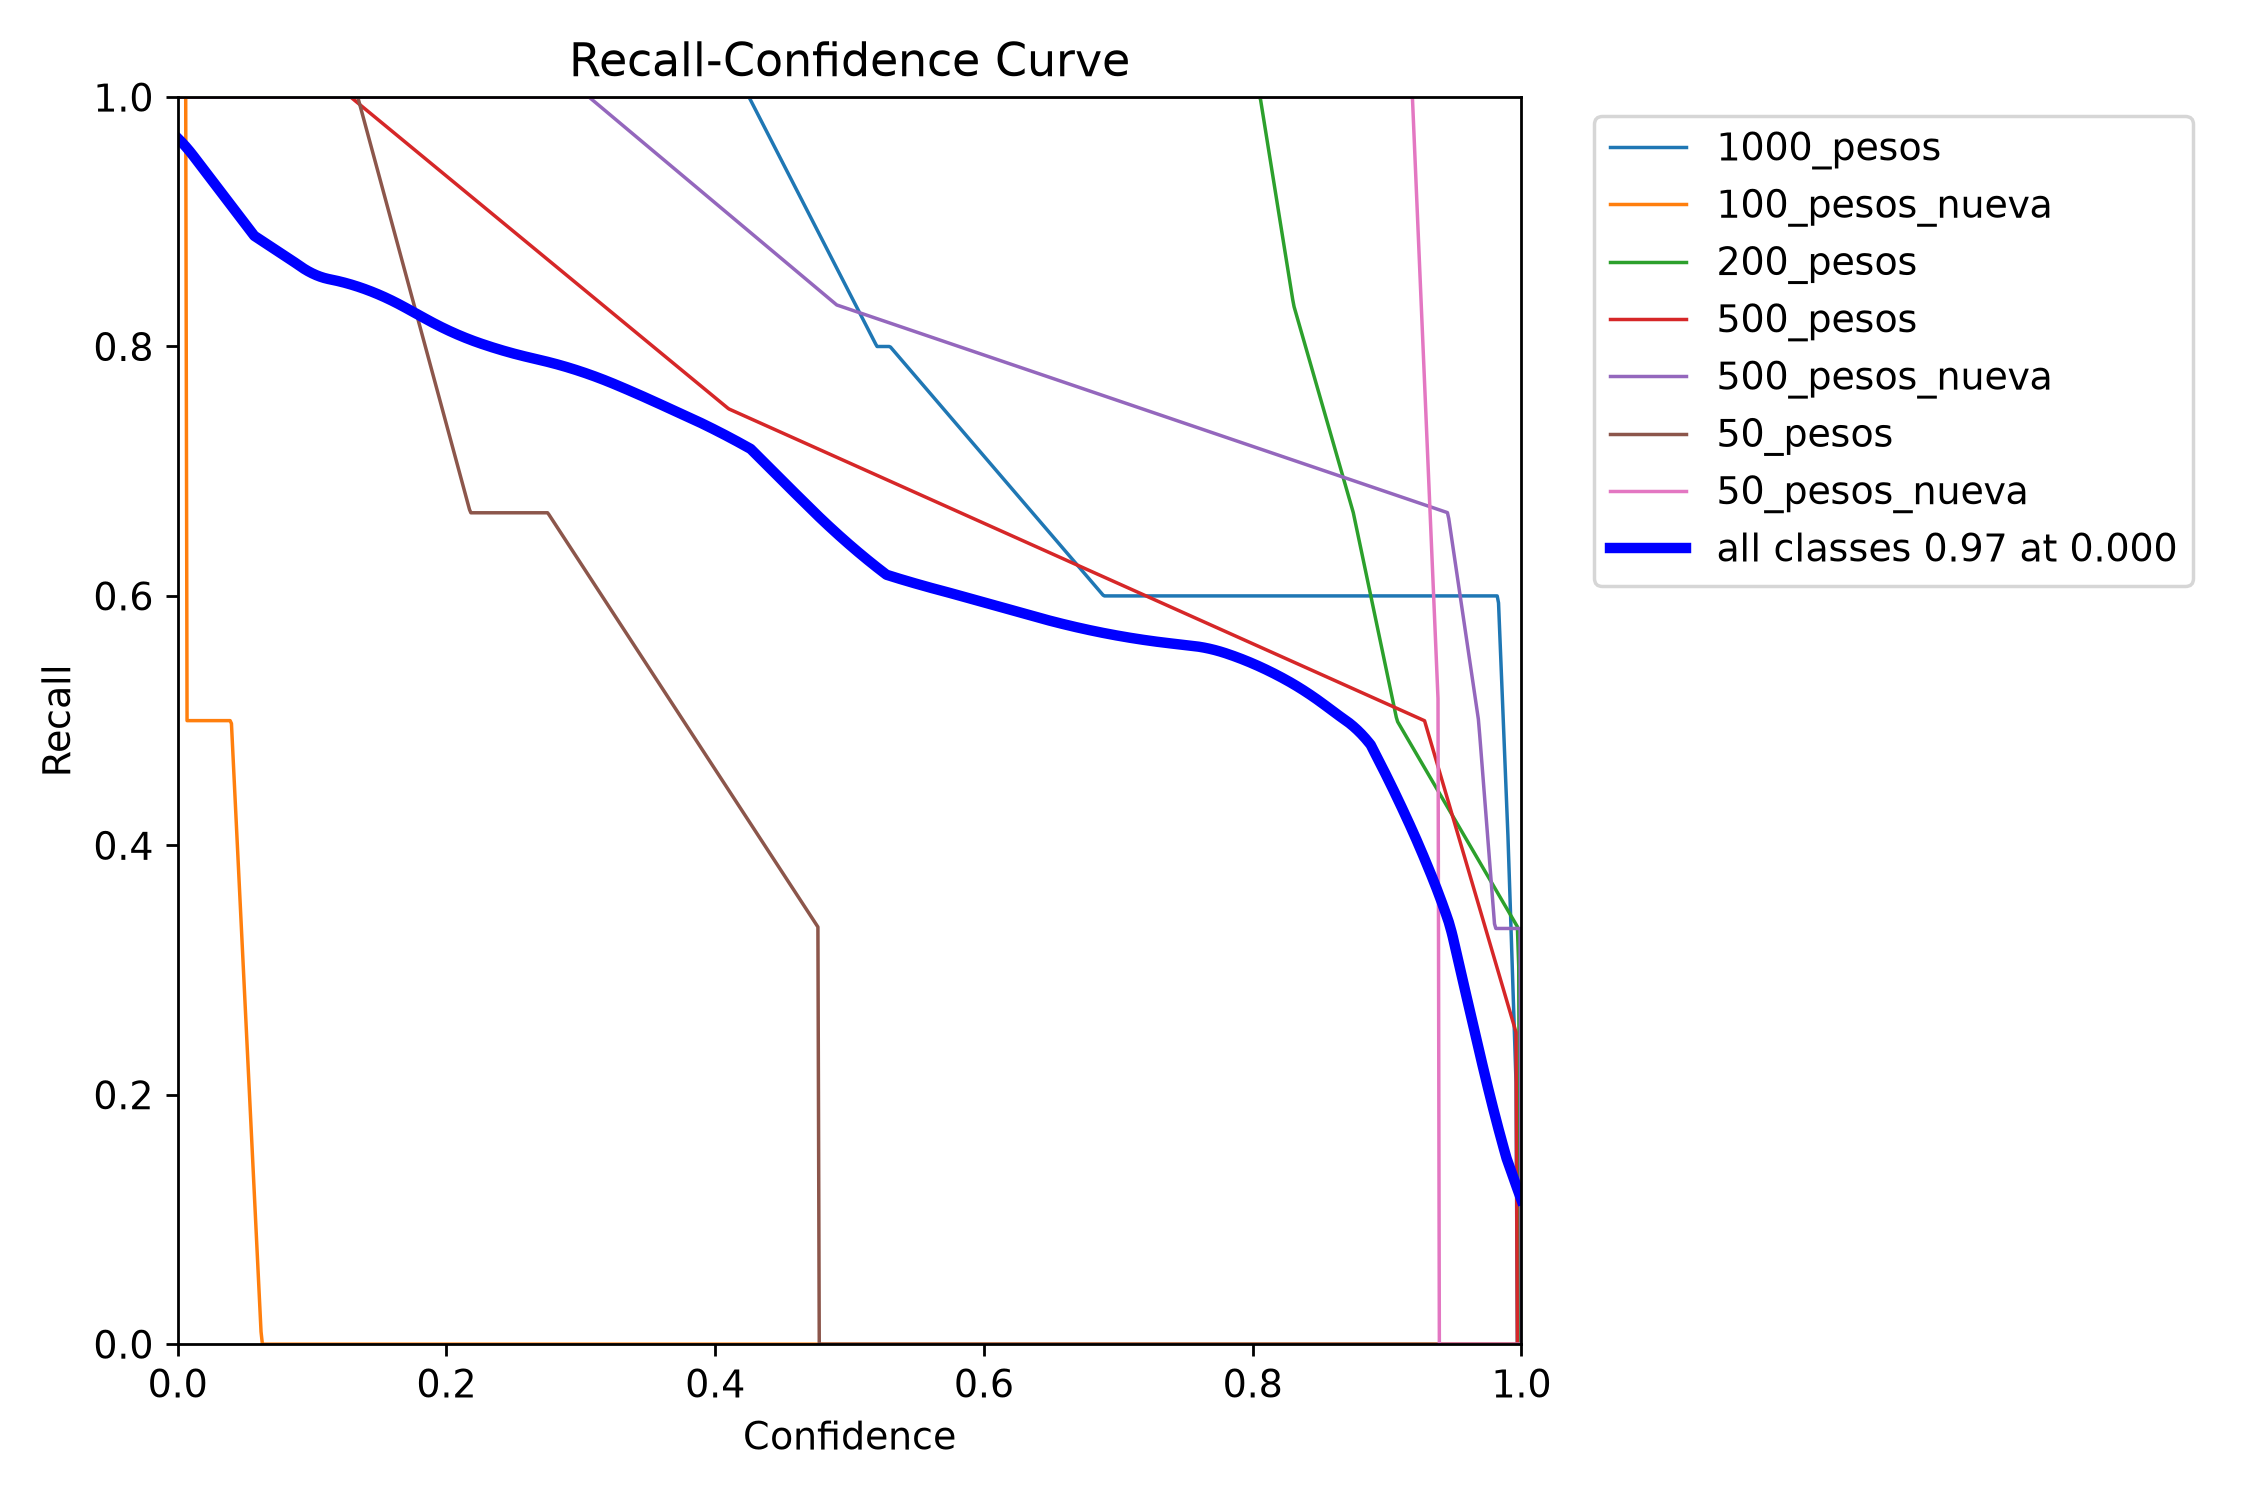 Recall-Confidence Curve
1.0
0.8
0.6
0.4
0.2
0.0
Recall
0.0 0.2 0.4 0.6 0.8 1.0
Confidence
1000_pesos
100_pesos_nueva
200_pesos
500_pesos
500_pesos_nueva
50_pesos
50_pesos_nueva
all classes 0.97 at 0.000